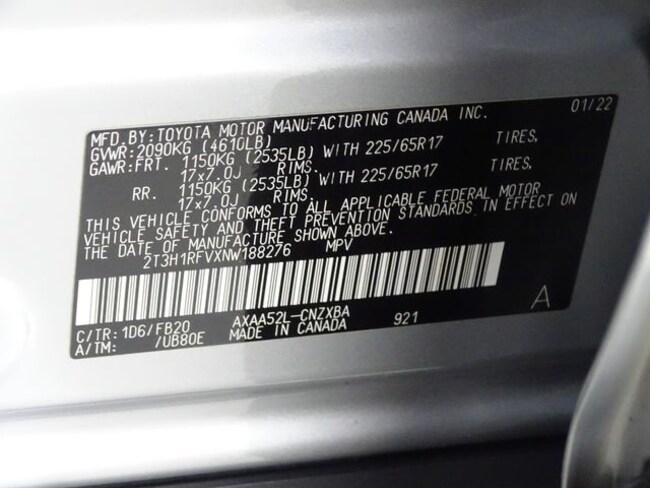 MFD. BY: TOYOTA MOTOR MANUFACTURING CANADA INC. 01/22
GVWR: 2090KG (4610LB)
GAWR: FRT. 1150KG (2535LB) WITH 225/65R17 TIRES,
17x7.0J RIMS.
RR. 1150KG (2535LB) WITH 225/65R17 TIRES,
17x7.0J RIMS.
THIS VEHICLE CONFORMS TO ALL APPLICABLE FEDERAL MOTOR
VEHICLE SAFETY AND THEFT PREVENTION STANDARDS IN EFFECT ON
THE DATE OF MANUFACTURE SHOWN ABOVE.
2T3H1RFVXNW188276 MPV
A
C/TR: 1D6/FB20 AXAA52L-CNZXBA 921
A/TM: /UB80E MADE IN CANADA